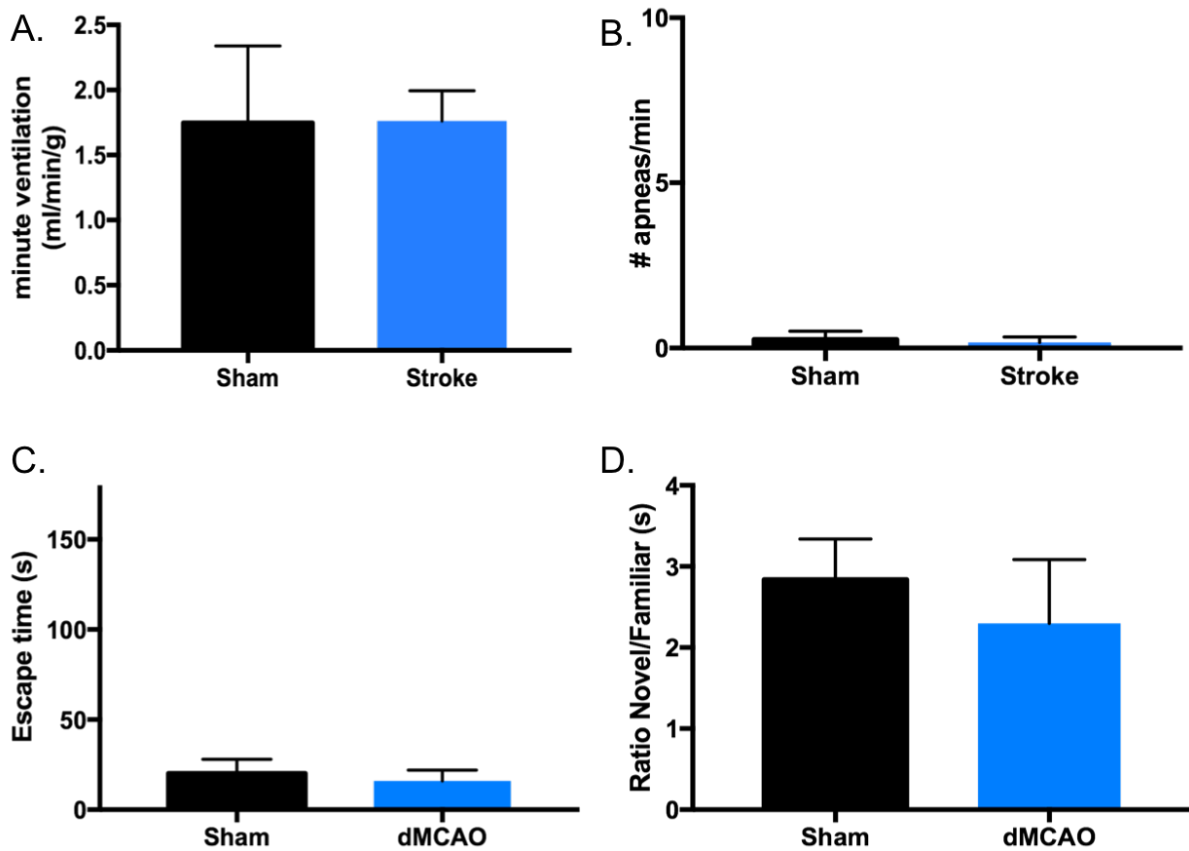 A.
minute ventilation
(ml/min/g)
2.5
2.0
1.5
1.0
0.5
0.0
Sham
Stroke
B.
# apneas/min
10
5
0
Sham
Stroke
C.
Escape time (s)
150
100
50
0
Sham
dMCAO
D.
Ratio Novel/Familiar (s)
4
3
2
1
0
Sham
dMCAO